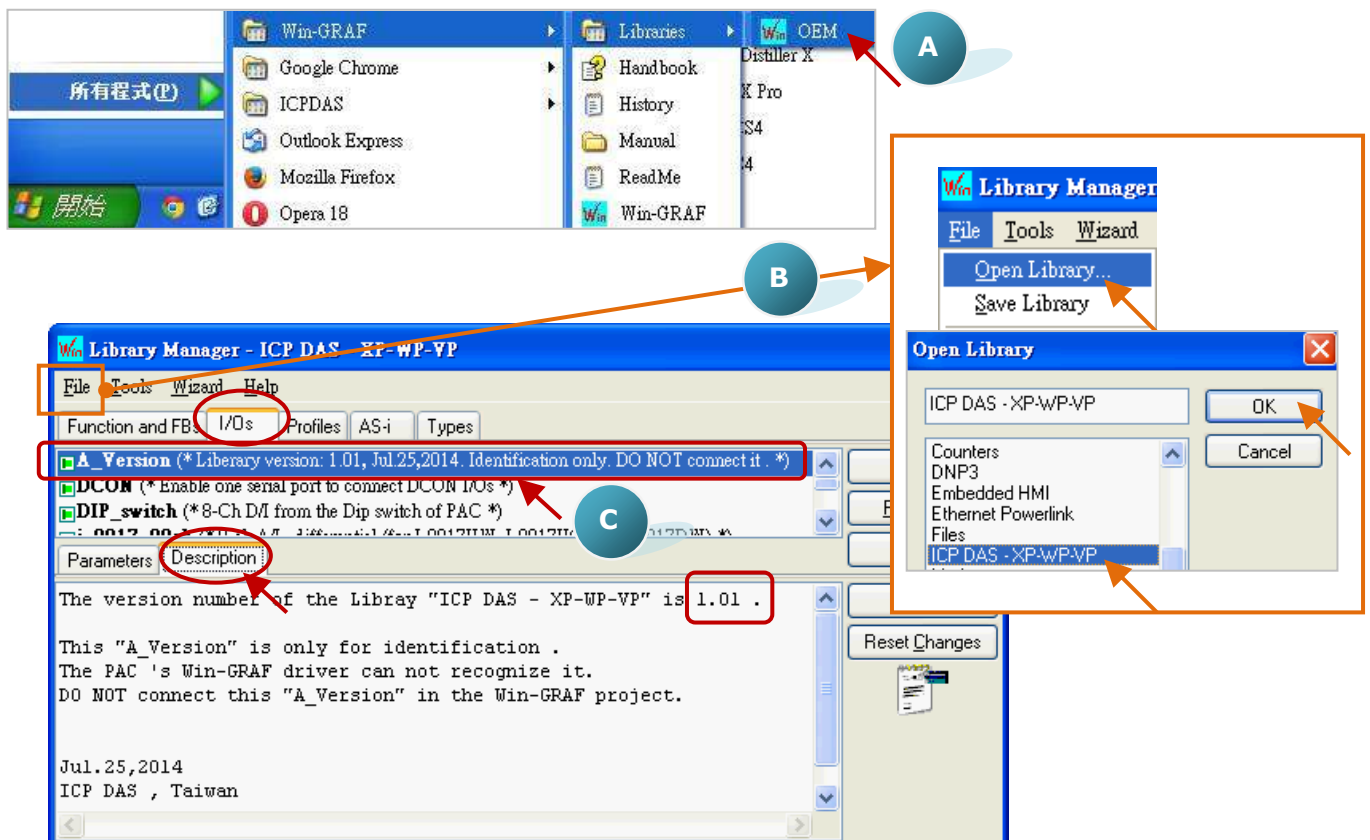 Win-GRAF
Google Chrome
ICPDAS
Outlook Express
Mozilla Firefox
Opera 18
Libraries
Handbook
History
Manual
ReadMe
Win-GRAF
Win OEM
Distiller X
X Pro
S4
4
所有程式(P)
開始
A
B
Win Library Manager
File Tools Wizard
Open Library...
Save Library
Open Library
ICP DAS - XP-WP-VP
OK
Cancel
Counters
DNP3
Embedded HMI
Ethernet Powerlink
Files
ICP DAS - XP-WP-VP
Win Library Manager - ICP DAS - XP-WP-VP
File Tools Wizard Help
Function and FBs I/Os Profiles AS-i Types
A_Version (* Liberary version: 1.01, Jul.25,2014. Identification only. DO NOT connect it . *)
DCON (* Enable one serial port to connect DCON I/Os *)
DIP_switch (* 8-Ch D/I from the Dip switch of PAC *)
C
Parameters Description
The version number of the Libray "ICP DAS - XP-WP-VP" is 1.01 .
This "A_Version" is only for identification .
The PAC 's Win-GRAF driver can not recognize it.
DO NOT connect this "A_Version" in the Win-GRAF project.
Jul.25,2014
ICP DAS , Taiwan
Reset Changes